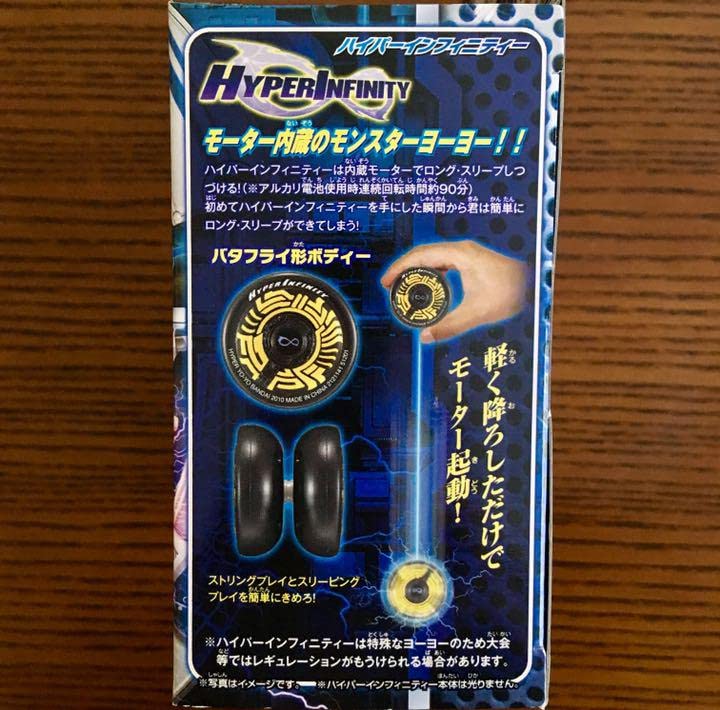 ハイパーインフィニティー
HYPERINFINITY
モーター内蔵のモンスターヨーヨー!!
ハイパーインフィニティーは内蔵モーターでロング・スリープしつ
づける!(※アルカリ電池使用時連続回転時間約90分)
初めてハイパーインフィニティーを手にした瞬間から君は簡単に
ロング・スリープができてしまう!
バタフライ形ボディー
HYPER INFINITY
HYPER YO-YO BANDAI 2010 MADE IN CHINA
軽く降ろしただけで
モーター起動!
ストリングプレイとスリーピング
プレイを簡単にきめろ!
※ハイパーインフィニティーは特殊なヨーヨーのため大会
等ではレギュレーションがもうけられる場合があります。
※写真はイメージです。 ※ハイパーインフィニティー本体は光りません。